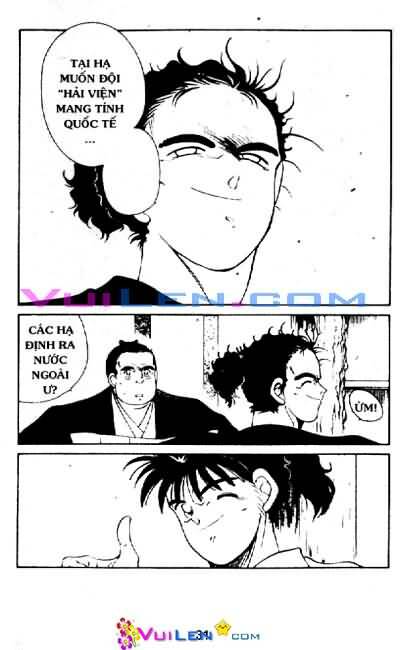 TẠI HẠ
MUỐN ĐỘI
"HẢI VIỆN"
MANG TÍNH
QUỐC TẾ
...
VUILEN.COM
CÁC HẠ
ĐỊNH RA
NƯỚC
NGOÀI
Ư?
ỪM!
31
VUILEN.COM